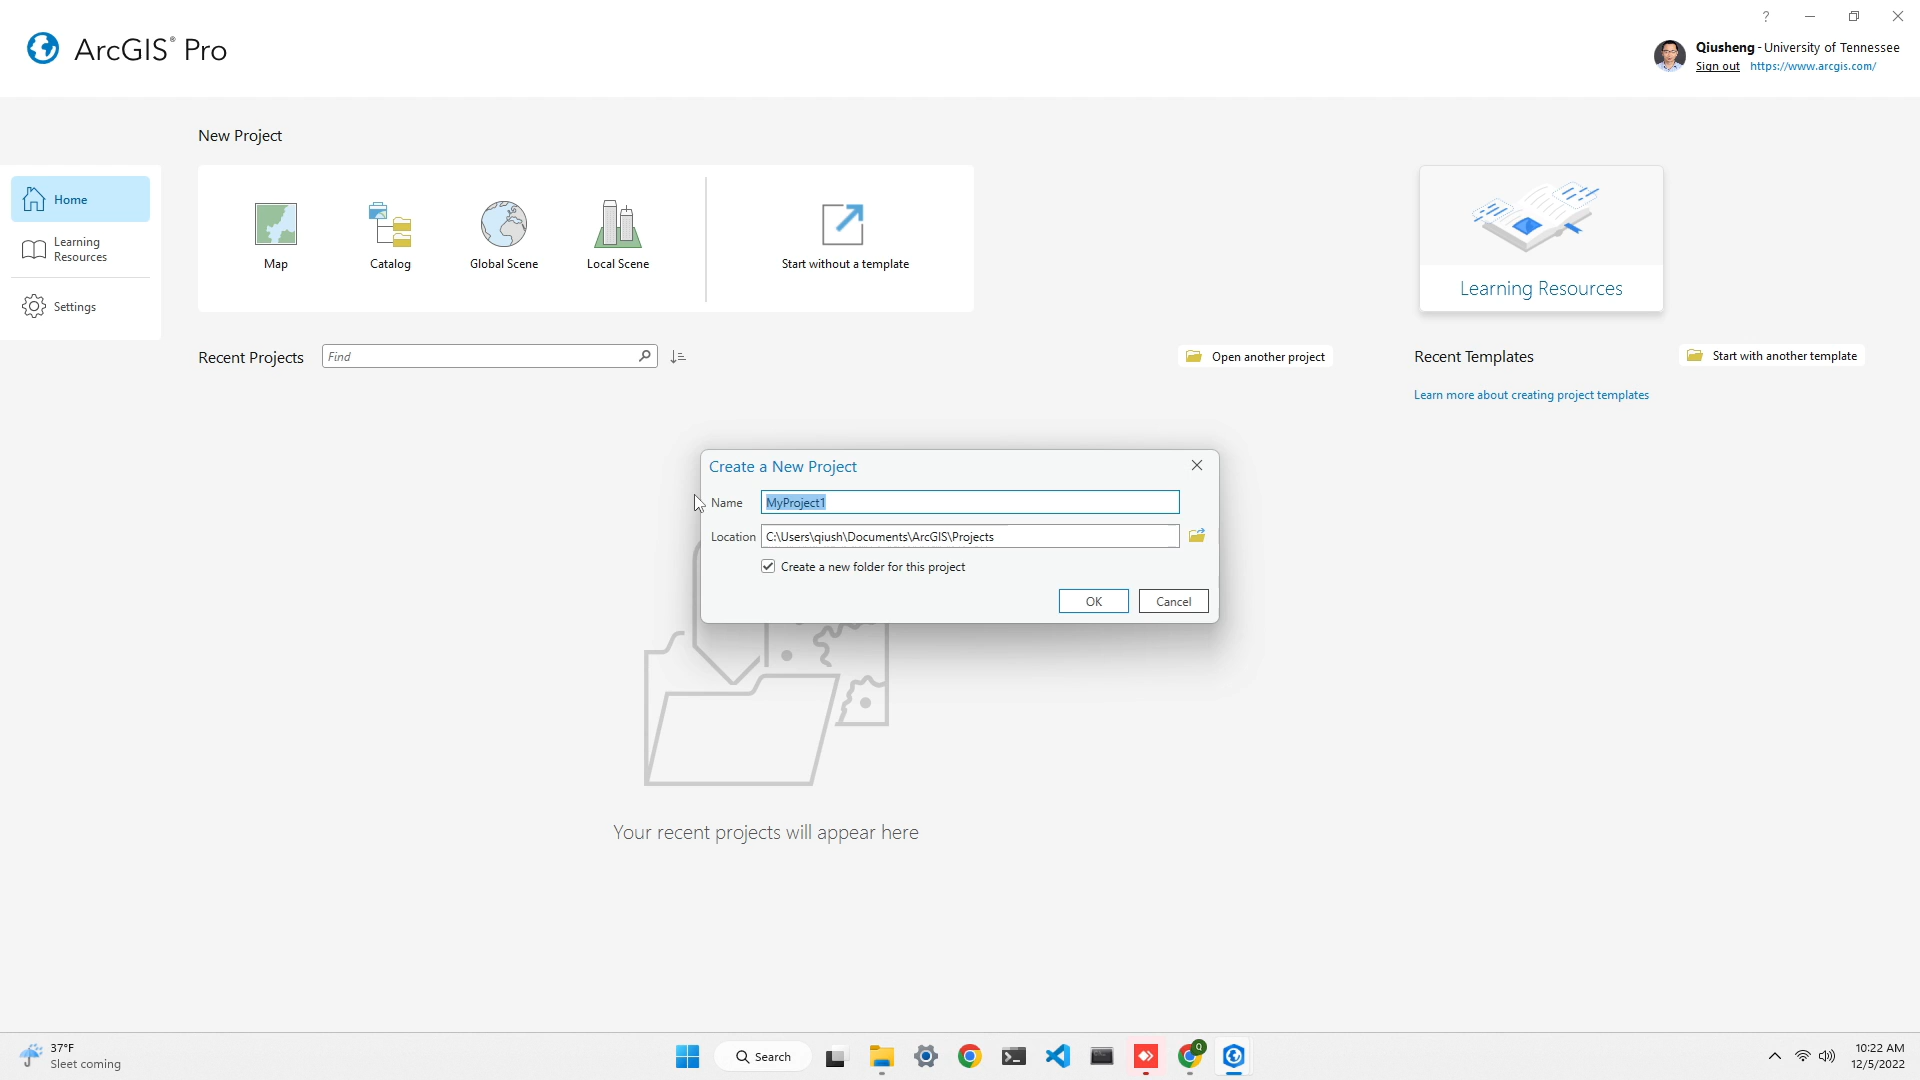 ?
ArcGIS® Pro
Qiusheng - University of Tennessee
Sign out https://www.arcgis.com/
New Project
Home
Learning
Resources
Settings
Map
Catalog
Global Scene
Local Scene
Start without a template
Learning Resources
Recent Projects
Find
Open another project
Recent Templates
Start with another template
Learn more about creating project templates
Create a New Project
Name MyProject1
Location C:\Users\qiush\Documents\ArcGIS\Projects
Create a new folder for this project
OK
Cancel
Your recent projects will appear here
37°F
Sleet coming
Search
Q
10:22 AM
12/5/2022